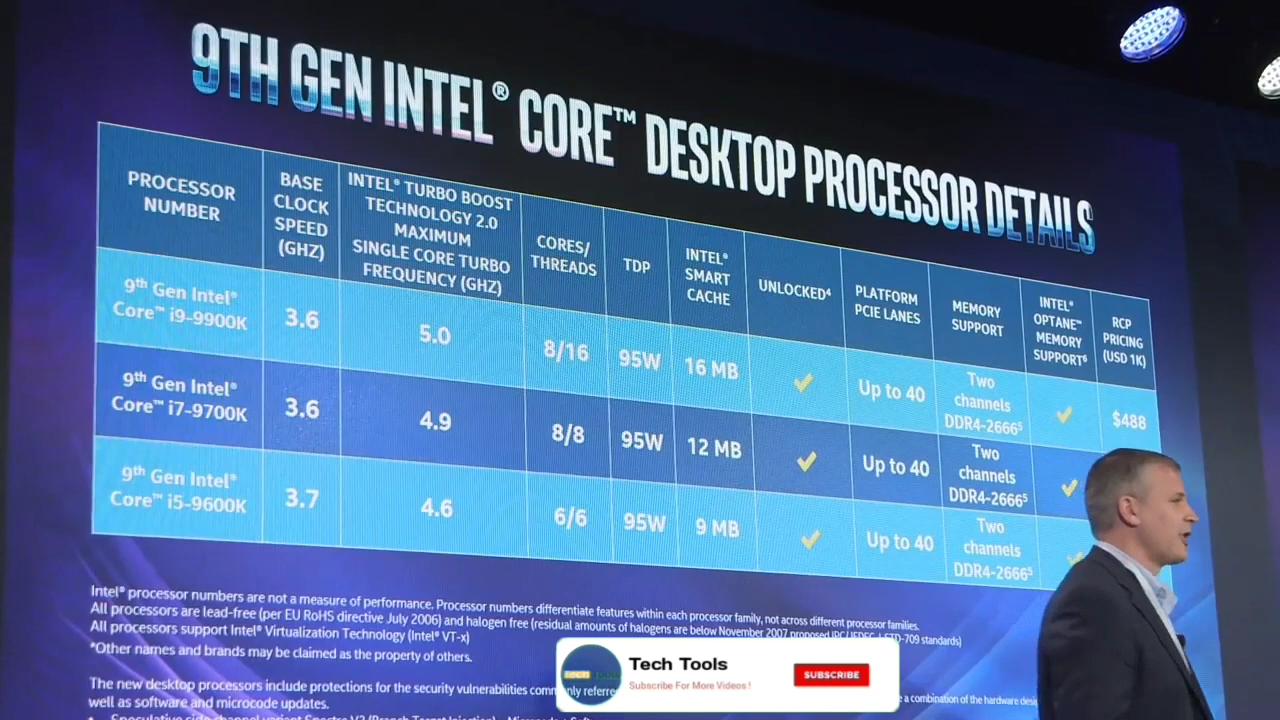 9TH GEN INTEL® CORE™ DESKTOP PROCESSOR DETAILS
PROCESSOR
NUMBER
BASE
CLOCK
SPEED
(GHZ)
INTEL® TURBO BOOST
TECHNOLOGY 2.0
MAXIMUM
SINGLE CORE TURBO
FREQUENCY (GHZ)
CORES/
THREADS
TDP
INTEL®
SMART
CACHE
UNLOCKED⁴
PLATFORM
PCIE LANES
MEMORY
SUPPORT
INTEL®
OPTANE™
MEMORY
SUPPORT⁶
RCP
PRICING
(USD 1K)
9th Gen Intel®
Core™ i9-9900K
3.6
5.0
8/16
95W
16 MB
Up to 40
Two
channels
DDR4-2666⁵
$488
9th Gen Intel®
Core™ i7-9700K
3.6
4.9
8/8
95W
12 MB
Up to 40
Two
channels
DDR4-2666⁵
9th Gen Intel®
Core™ i5-9600K
3.7
4.6
6/6
95W
9 MB
Up to 40
Two
channels
DDR4-2666⁵
Intel® processor numbers are not a measure of performance. Processor numbers differentiate features within each processor family, not across different processor families.
All processors are lead-free (per EU RoHS directive July 2006) and halogen free (residual amounts of halogens are below November 2007 proposed -709 standards)
All processors support Intel® Virtualization Technology (Intel® VT-x)
*Other names and brands may be claimed as the property of others.
The new desktop processors include protections for the security vulnerabilities commonly referre e a combination of the hardware desi
well as software and microcode updates.
Tech Tools
Subscribe For More Videos !
SUBSCRIBE